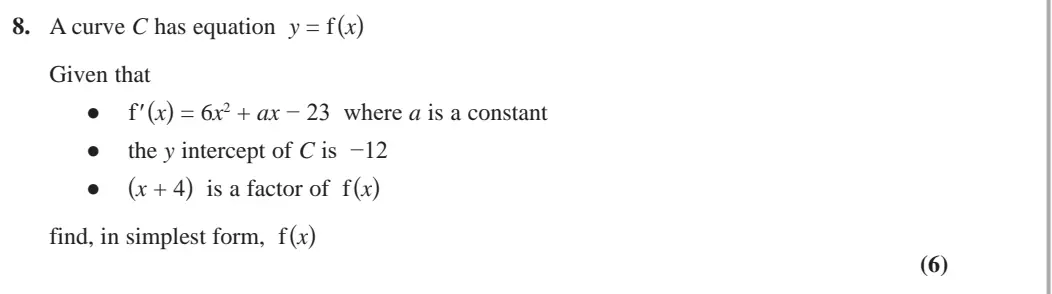 8. A curve C has equation y = f(x)
Given that
● f′(x) = 6x² + ax − 23 where a is a constant
● the y intercept of C is −12
● (x + 4) is a factor of f(x)
find, in simplest form, f(x)
(6)